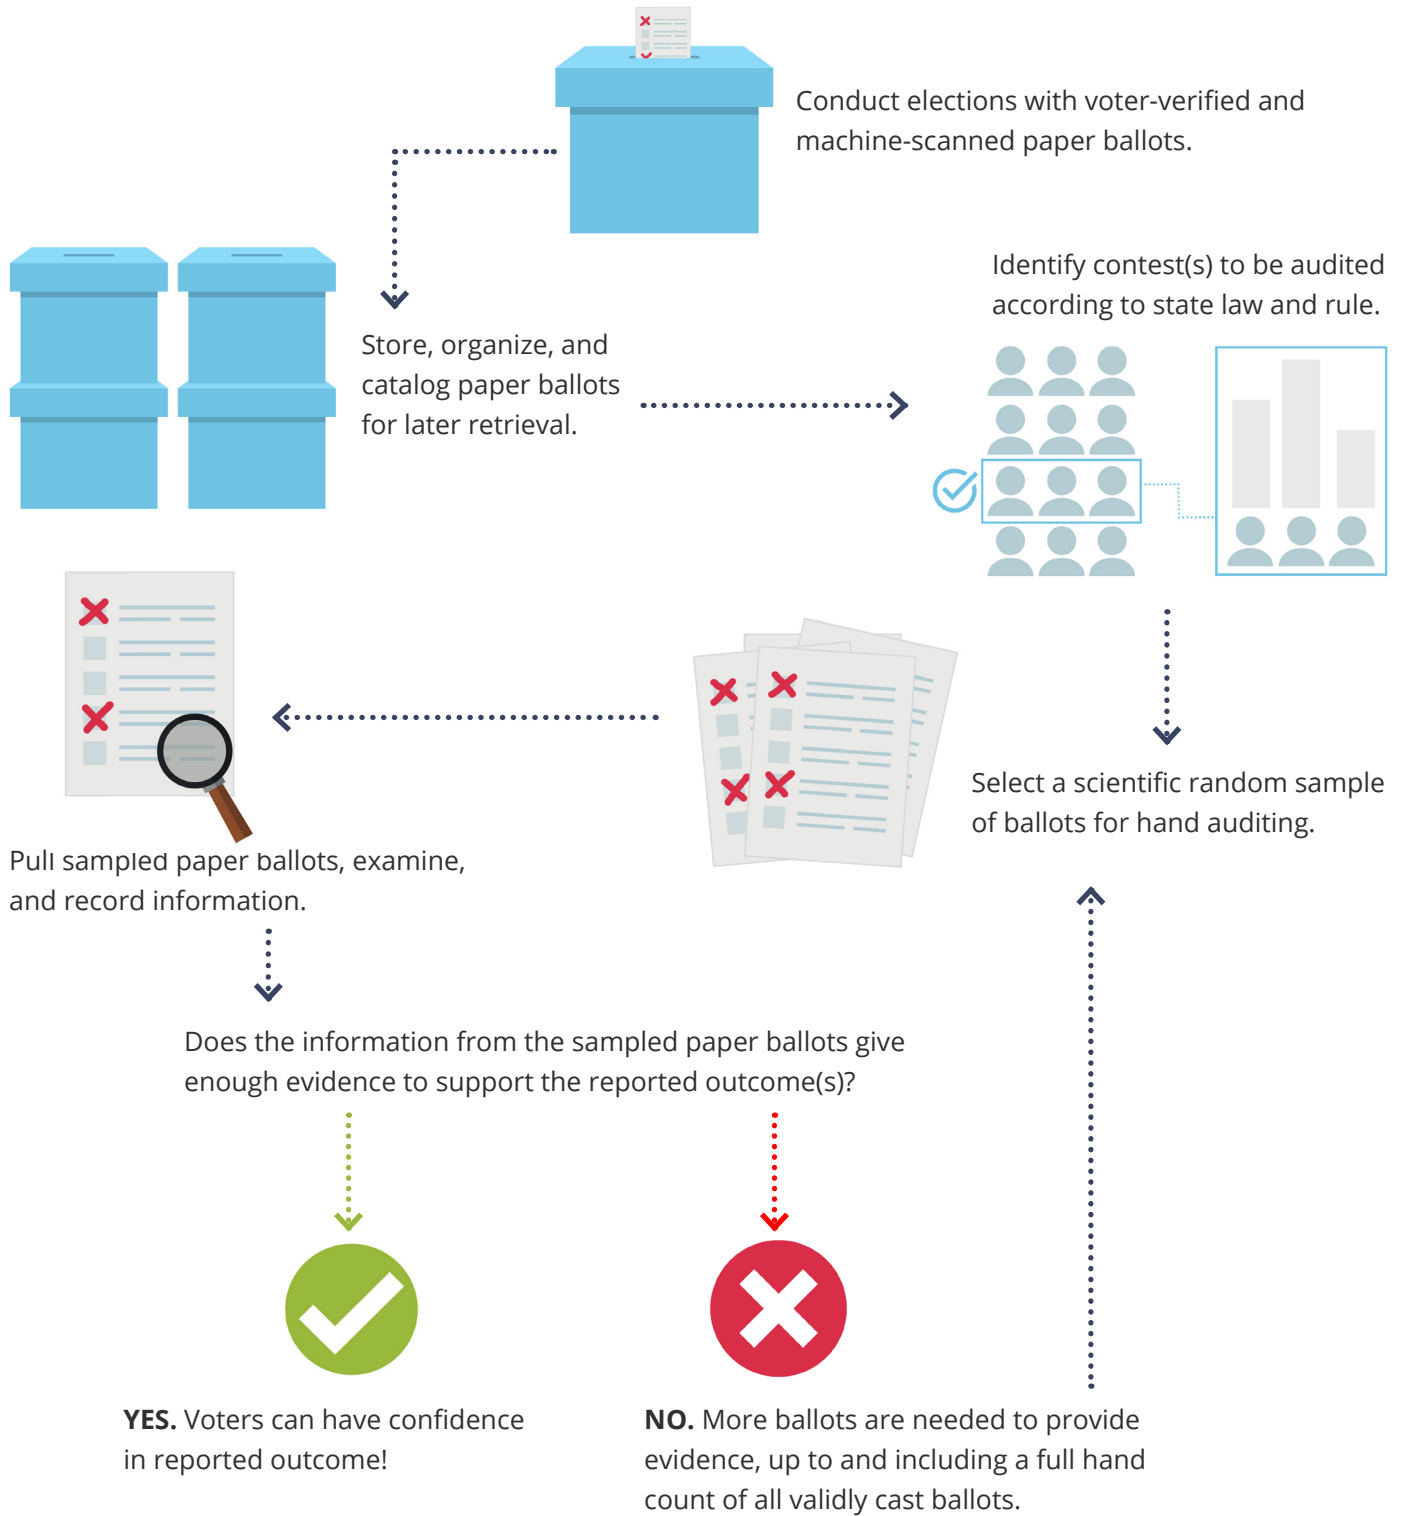 Conduct elections with voter-verified and
machine-scanned paper ballots.
Store, organize, and
catalog paper ballots
for later retrieval.
Identify contest(s) to be audited
according to state law and rule.
Select a scientific random sample
of ballots for hand auditing.
Pull sampled paper ballots, examine,
and record information.
Does the information from the sampled paper ballots give
enough evidence to support the reported outcome(s)?
YES. Voters can have confidence
in reported outcome!
NO. More ballots are needed to provide
evidence, up to and including a full hand
count of all validly cast ballots.